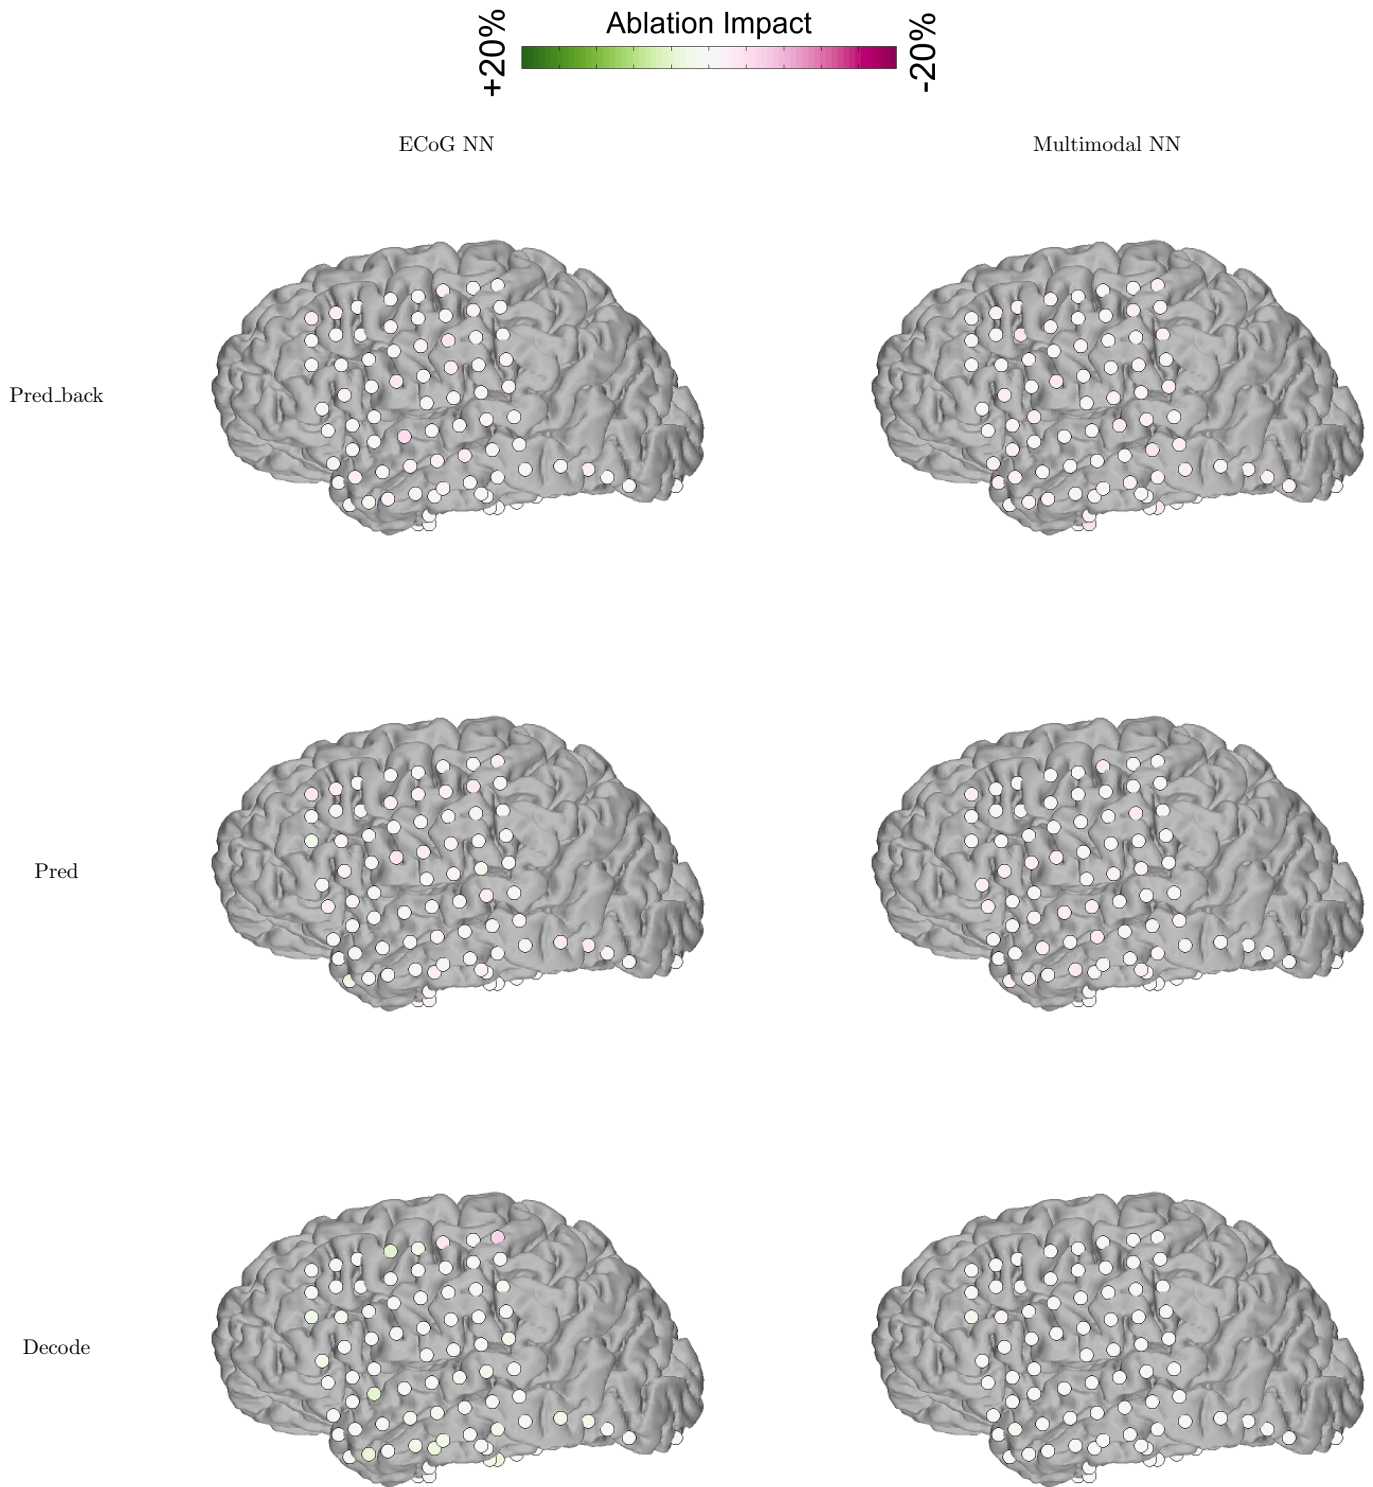 Ablation Impact
+20%
-20%
ECoG NN
Multimodal NN
Pred_back
Pred
Decode